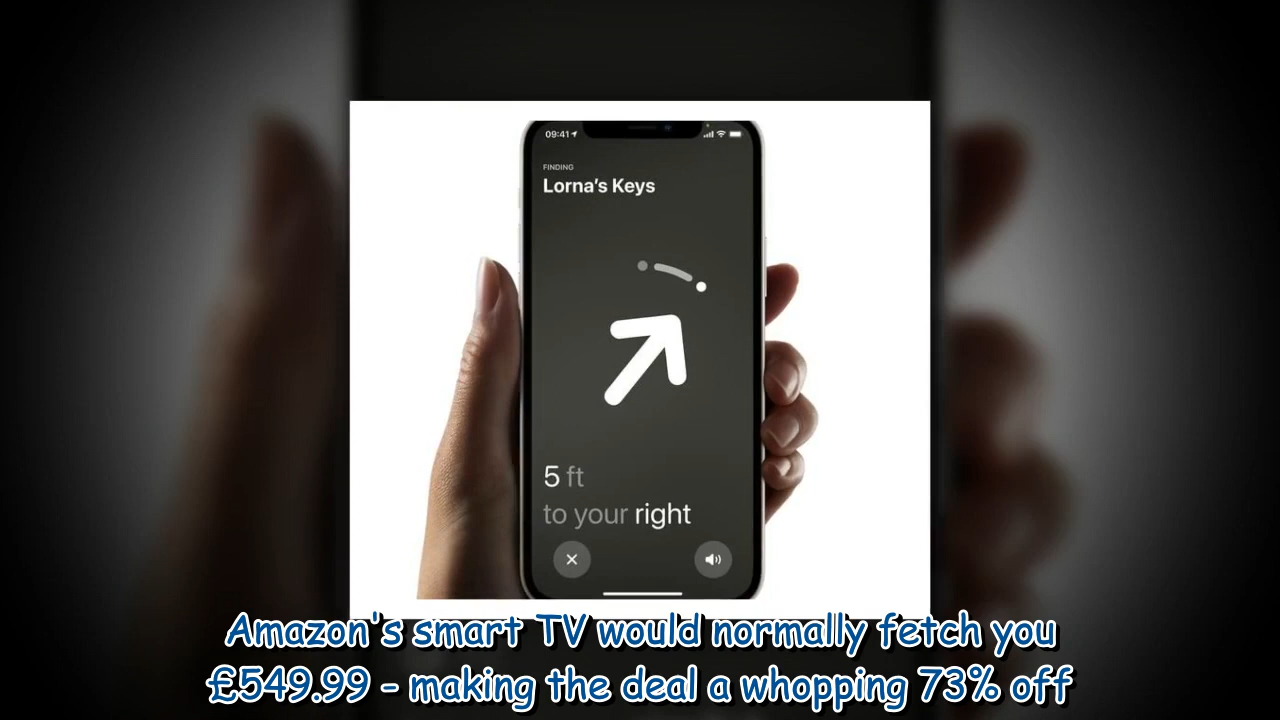 09:41
FINDING
Lorna's Keys
5 ft
to your right
Amazon's smart TV would normally fetch you
£549.99 – making the deal a whopping 73% off